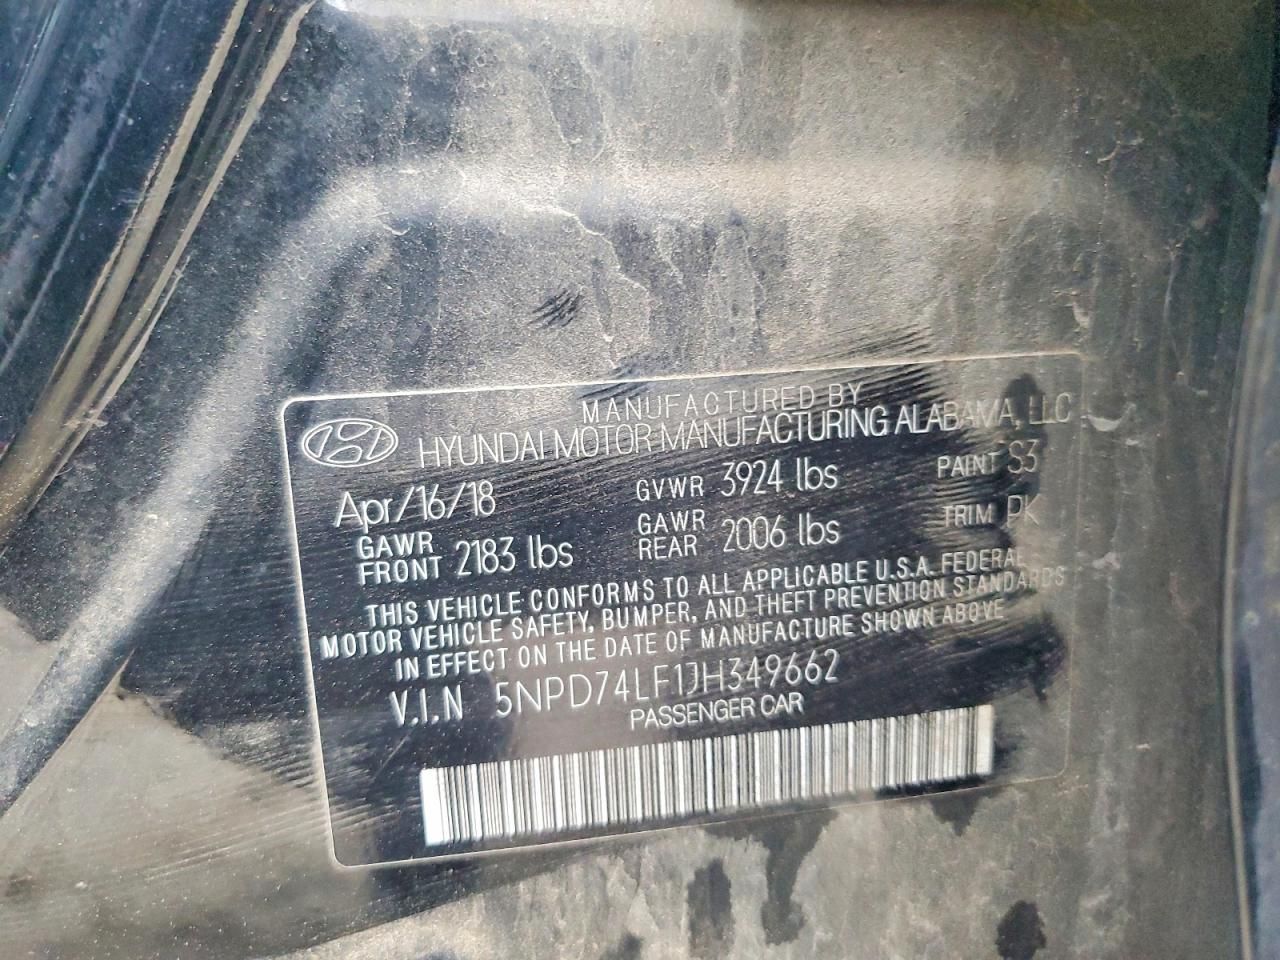 MANUFACTURED BY
HYUNDAI MOTOR MANUFACTURING ALABAMA, LLC
Apr/16/18 GVWR 3924 lbs PAINT S3
GAWR FRONT 2183 lbs GAWR REAR 2006 lbs TRIM PK
THIS VEHICLE CONFORMS TO ALL APPLICABLE U.S.A. FEDERAL
MOTOR VEHICLE SAFETY, BUMPER, AND THEFT PREVENTION STANDARDS
IN EFFECT ON THE DATE OF MANUFACTURE SHOWN ABOVE
V.I.N 5NPD74LF1JH349662
PASSENGER CAR